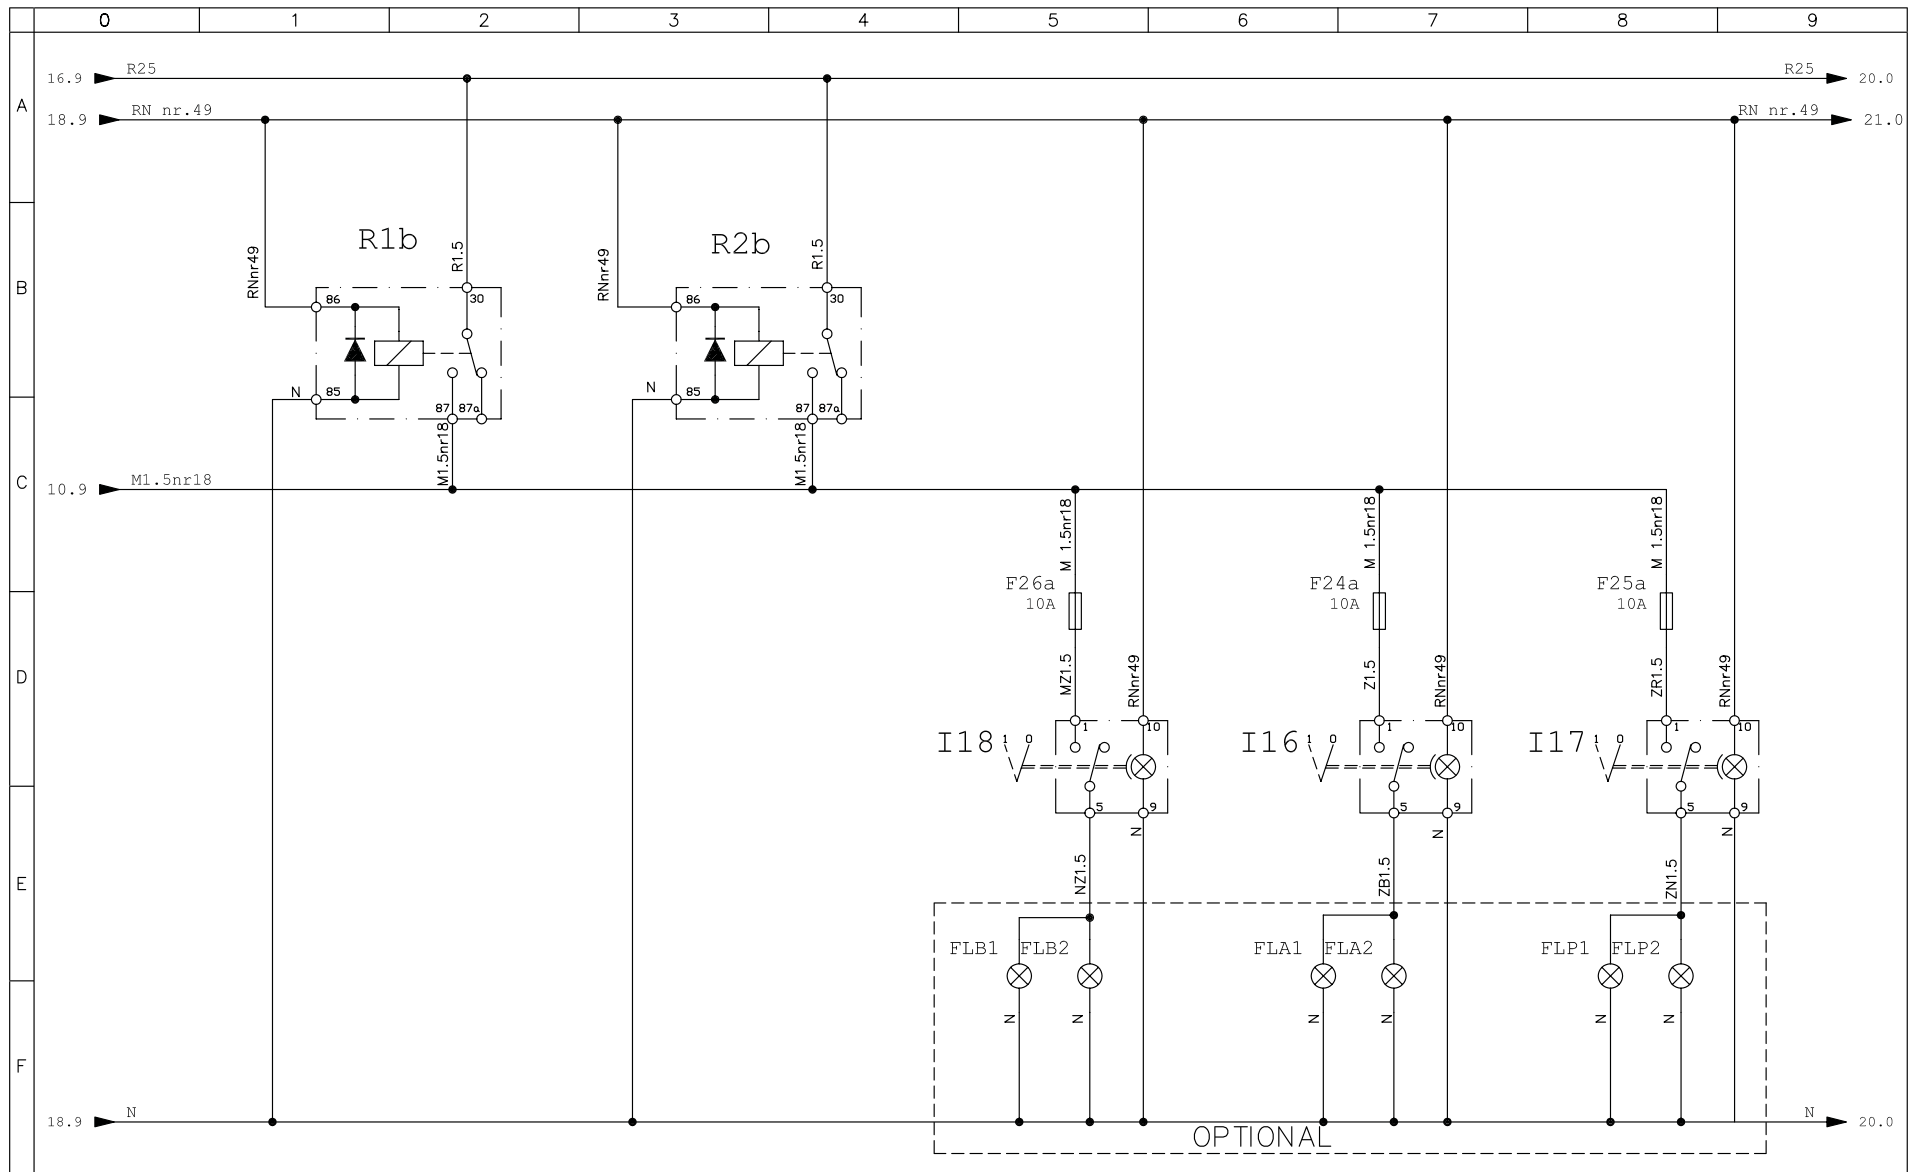 0 1 2 3 4 5 6 7 8 9
16.9 R25 R25 20.0
A
18.9 RN nr.49 RN nr.49 21.0
R1b R2b
RNnr49 R1.5 RNnr49 R1.5
B
86 30 86 30
N 85 N 85
87 87a 87 87a
M1.5nr18 M1.5nr18
C
10.9 M1.5nr18
M 1.5nr18 M 1.5nr18 M 1.5nr18
F26a F24a F25a
10A 10A 10A
D
MZ1.5 RNnr49 Z1.5 RNnr49 ZR1.5 RNnr49
1 10 1 10 1 10
I18 1 0 I16 1 0 I17 1 0
5 9 5 9 5 9
N N N
E
NZ1.5 ZB1.5 ZN1.5
FLB1 FLB2 FLA1 FLA2 FLP1 FLP2
N N N N N N
F
18.9 N N 20.0
OPTIONAL